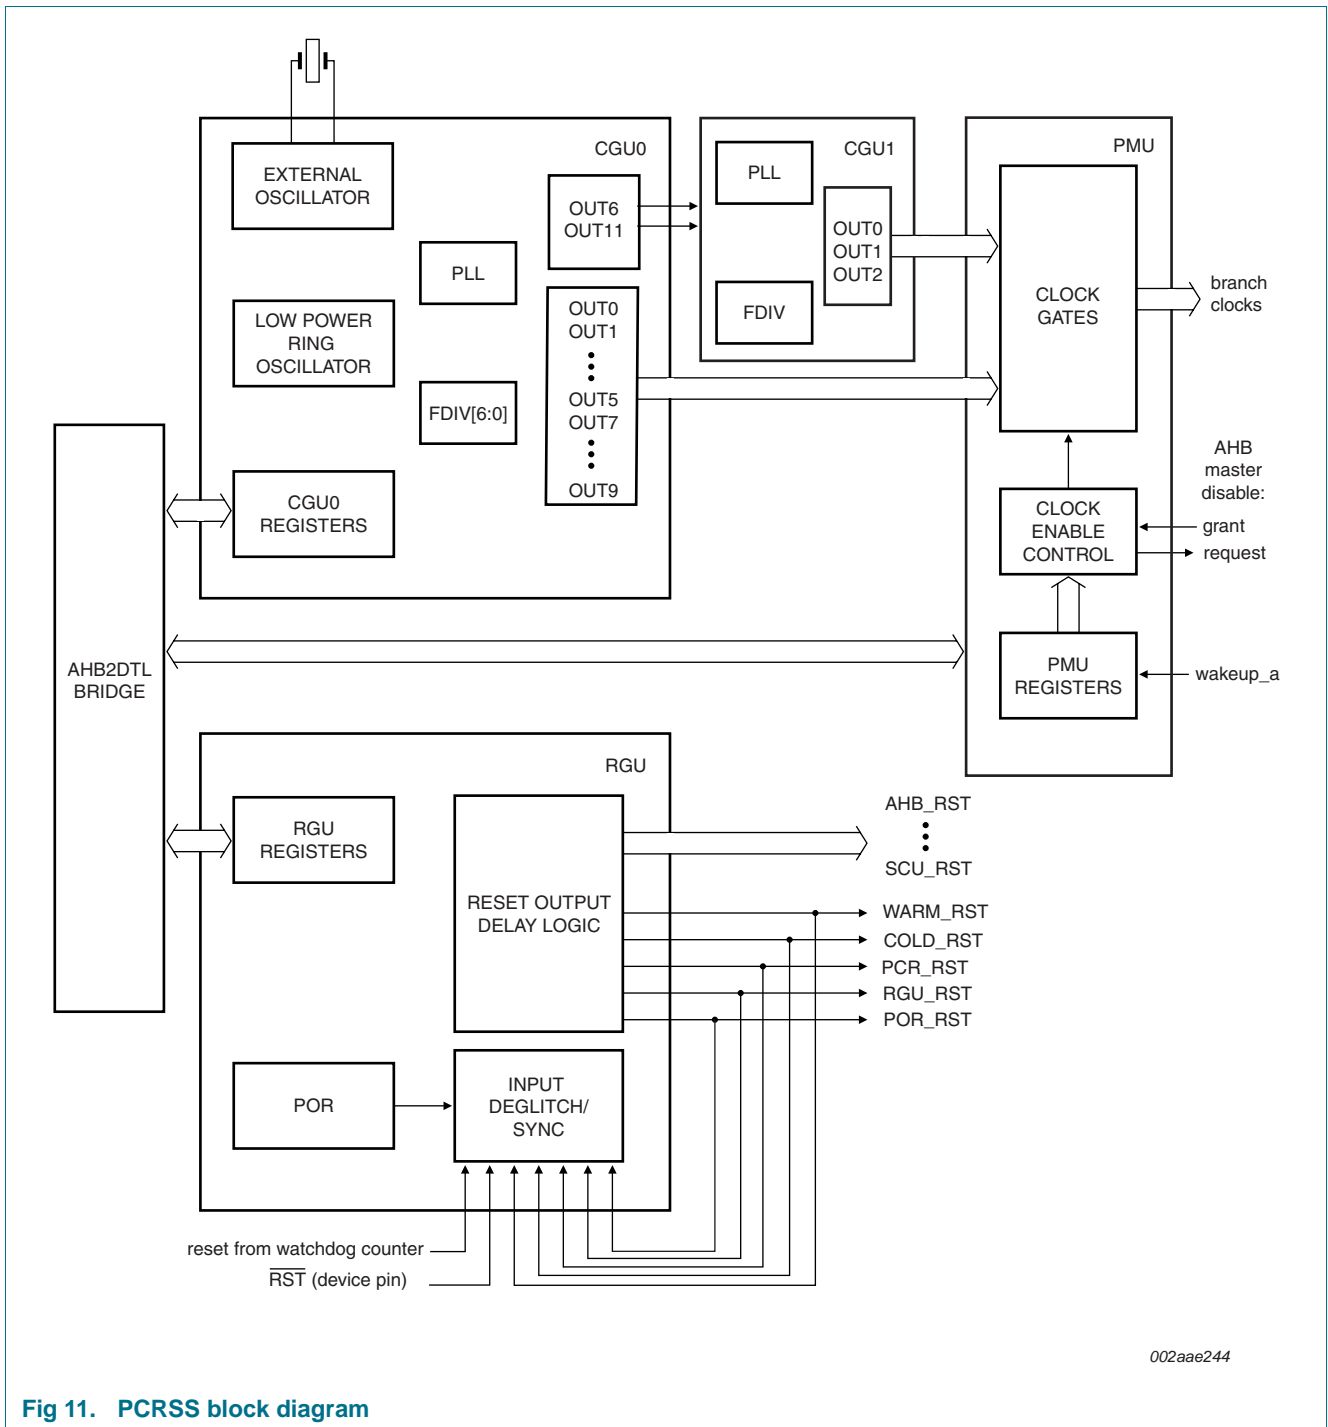 CGU0
EXTERNAL
OSCILLATOR
LOW POWER
RING
OSCILLATOR
CGU0
REGISTERS
PLL
FDIV[6:0]
OUT6
OUT11
OUT0
OUT1
OUT5
OUT7
OUT9
CGU1
PLL
FDIV
OUT0
OUT1
OUT2
PMU
CLOCK
GATES
branch
clocks
CLOCK
ENABLE
CONTROL
AHB
master
disable:
grant
request
PMU
REGISTERS
wakeup_a
AHB2DTL
BRIDGE
RGU
RGU
REGISTERS
RESET OUTPUT
DELAY LOGIC
AHB_RST
SCU_RST
WARM_RST
COLD_RST
PCR_RST
RGU_RST
POR_RST
POR
INPUT
DEGLITCH/
SYNC
reset from watchdog counter
RST (device pin)
002aae244
Fig 11. PCRSS block diagram